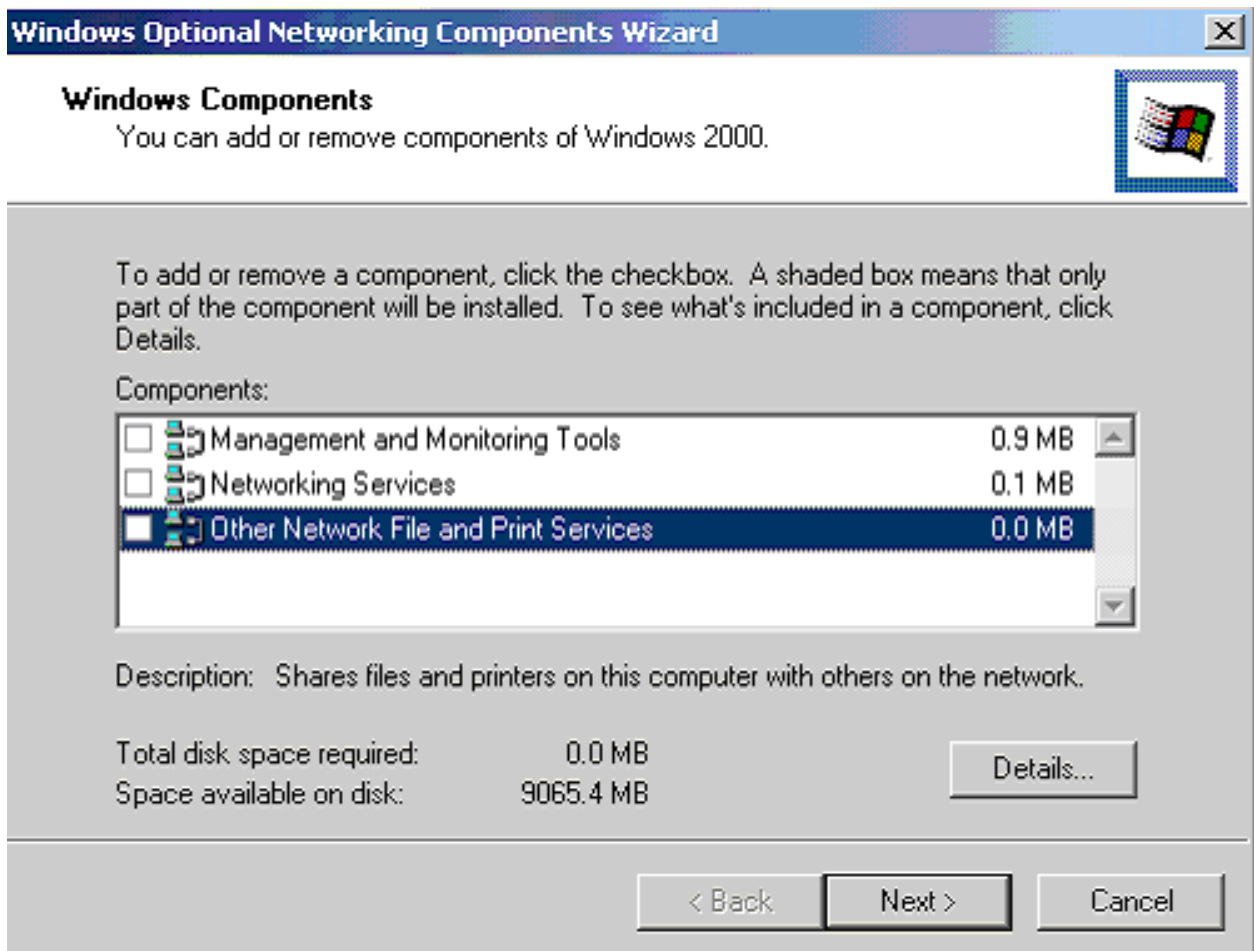 Windows Optional Networking Components Wizard
Windows Components
You can add or remove components of Windows 2000.
To add or remove a component, click the checkbox.  A shaded box means that only
part of the component will be installed.  To see what's included in a component, click
Details.
Components:
Management and Monitoring Tools 0.9 MB
Networking Services 0.1 MB
Other Network File and Print Services 0.0 MB
Description:   Shares files and printers on this computer with others on the network.
Total disk space required: 0.0 MB
Space available on disk: 9065.4 MB
Details...
< Back Next > Cancel